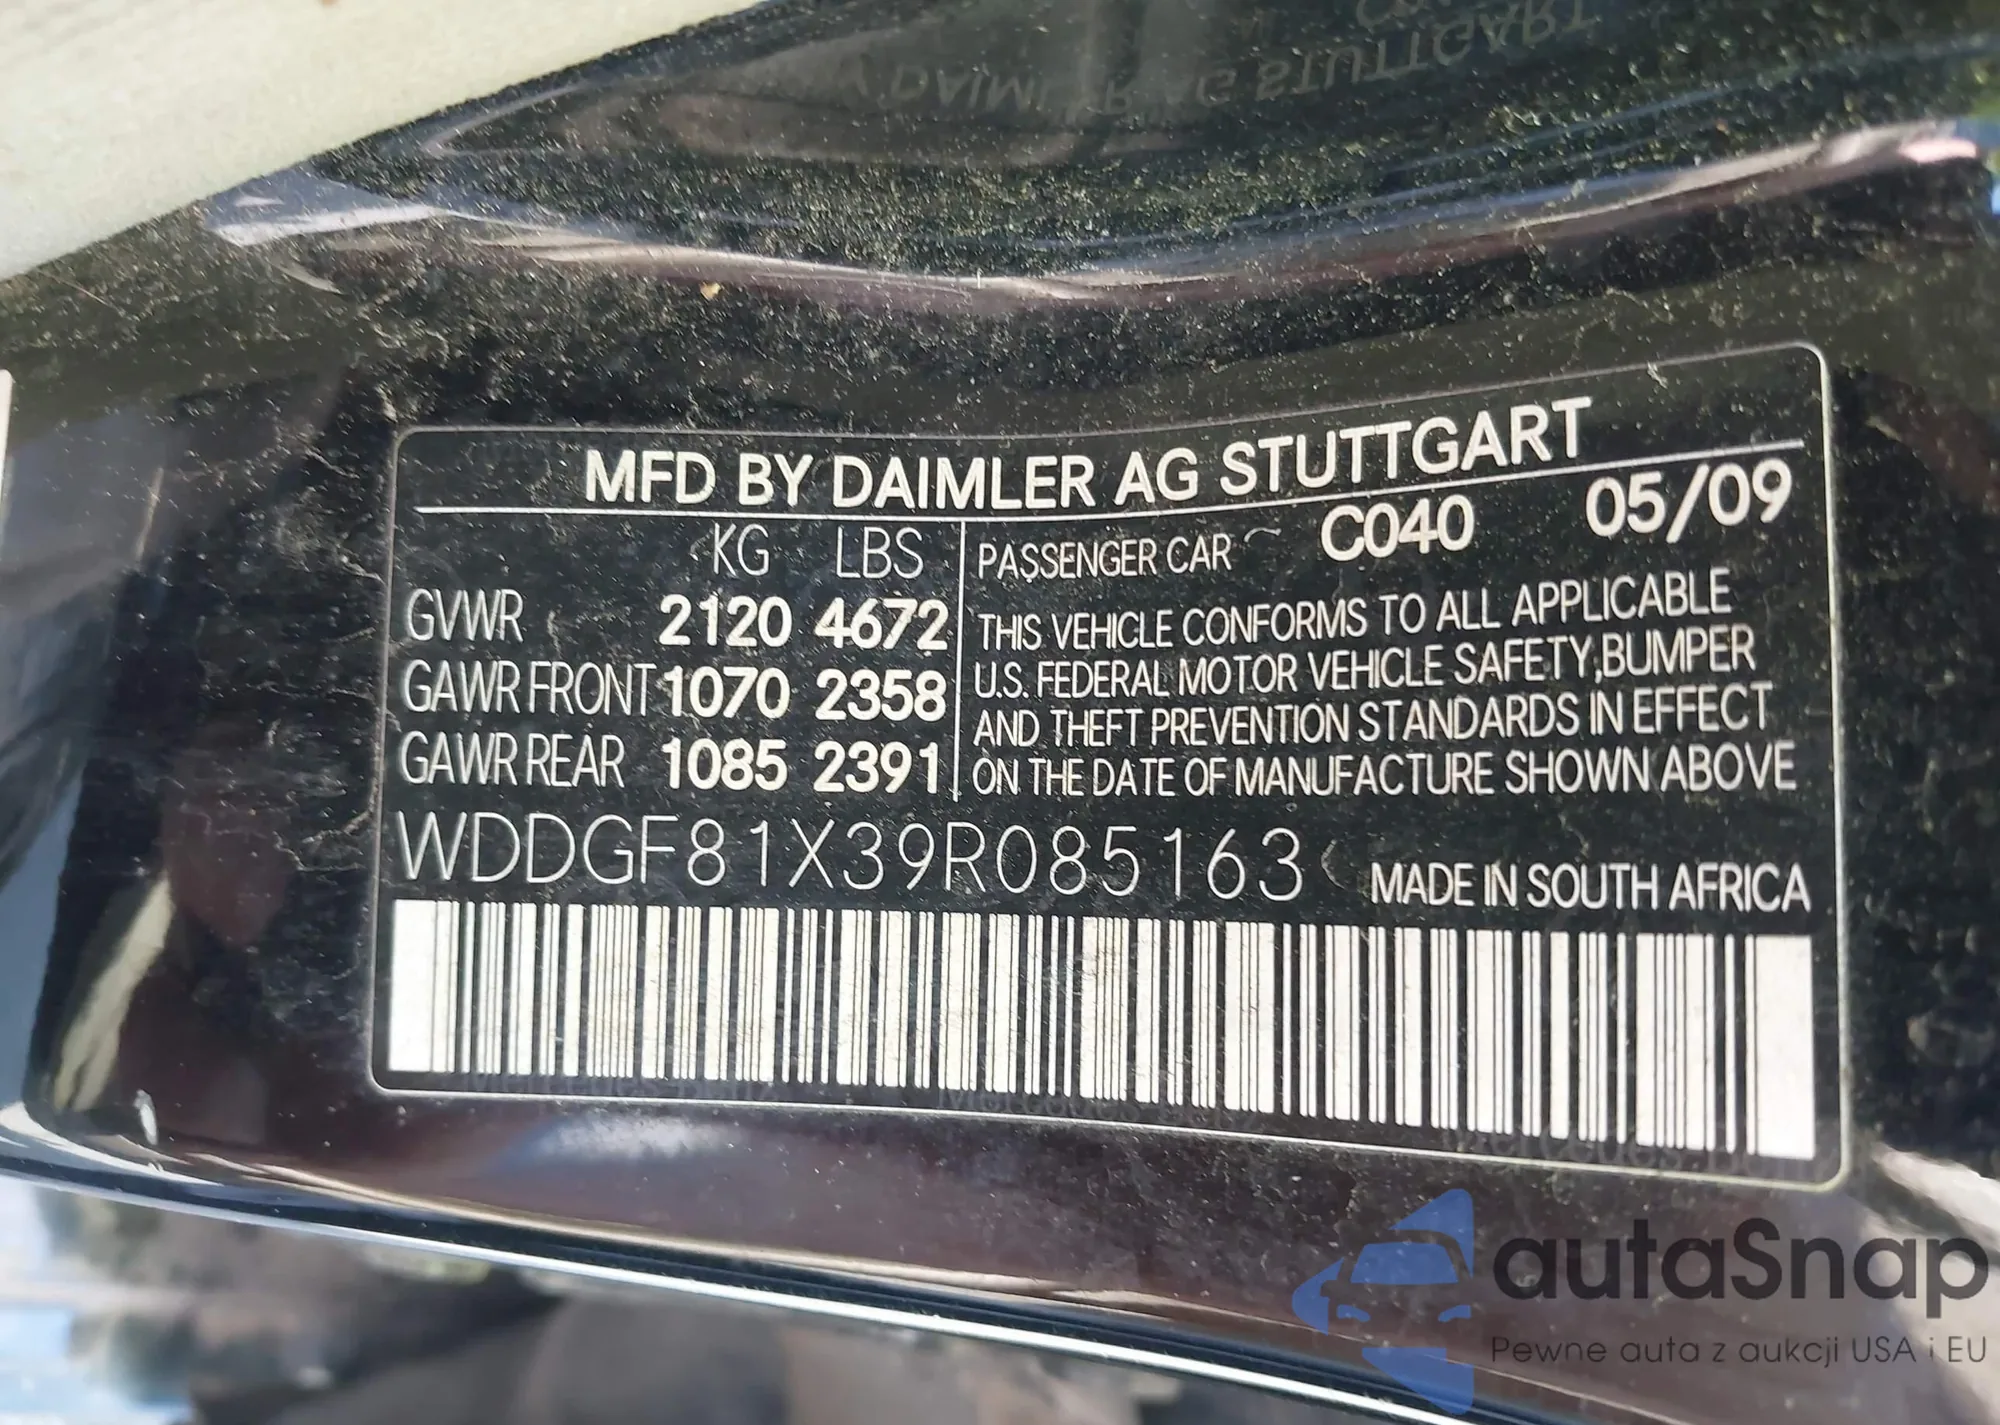 MFD BY DAIMLER AG STUTTGART
KG LBS PASSENGER CAR C040 05/09
GVWR 2120 4672 THIS VEHICLE CONFORMS TO ALL APPLICABLE
GAWR FRONT 1070 2358 U.S. FEDERAL MOTOR VEHICLE SAFETY,BUMPER
AND THEFT PREVENTION STANDARDS IN EFFECT
GAWR REAR 1085 2391 ON THE DATE OF MANUFACTURE SHOWN ABOVE
WDDGF81X39R085163 MADE IN SOUTH AFRICA
autaSnap
Pewne auta z aukcji USA i EU